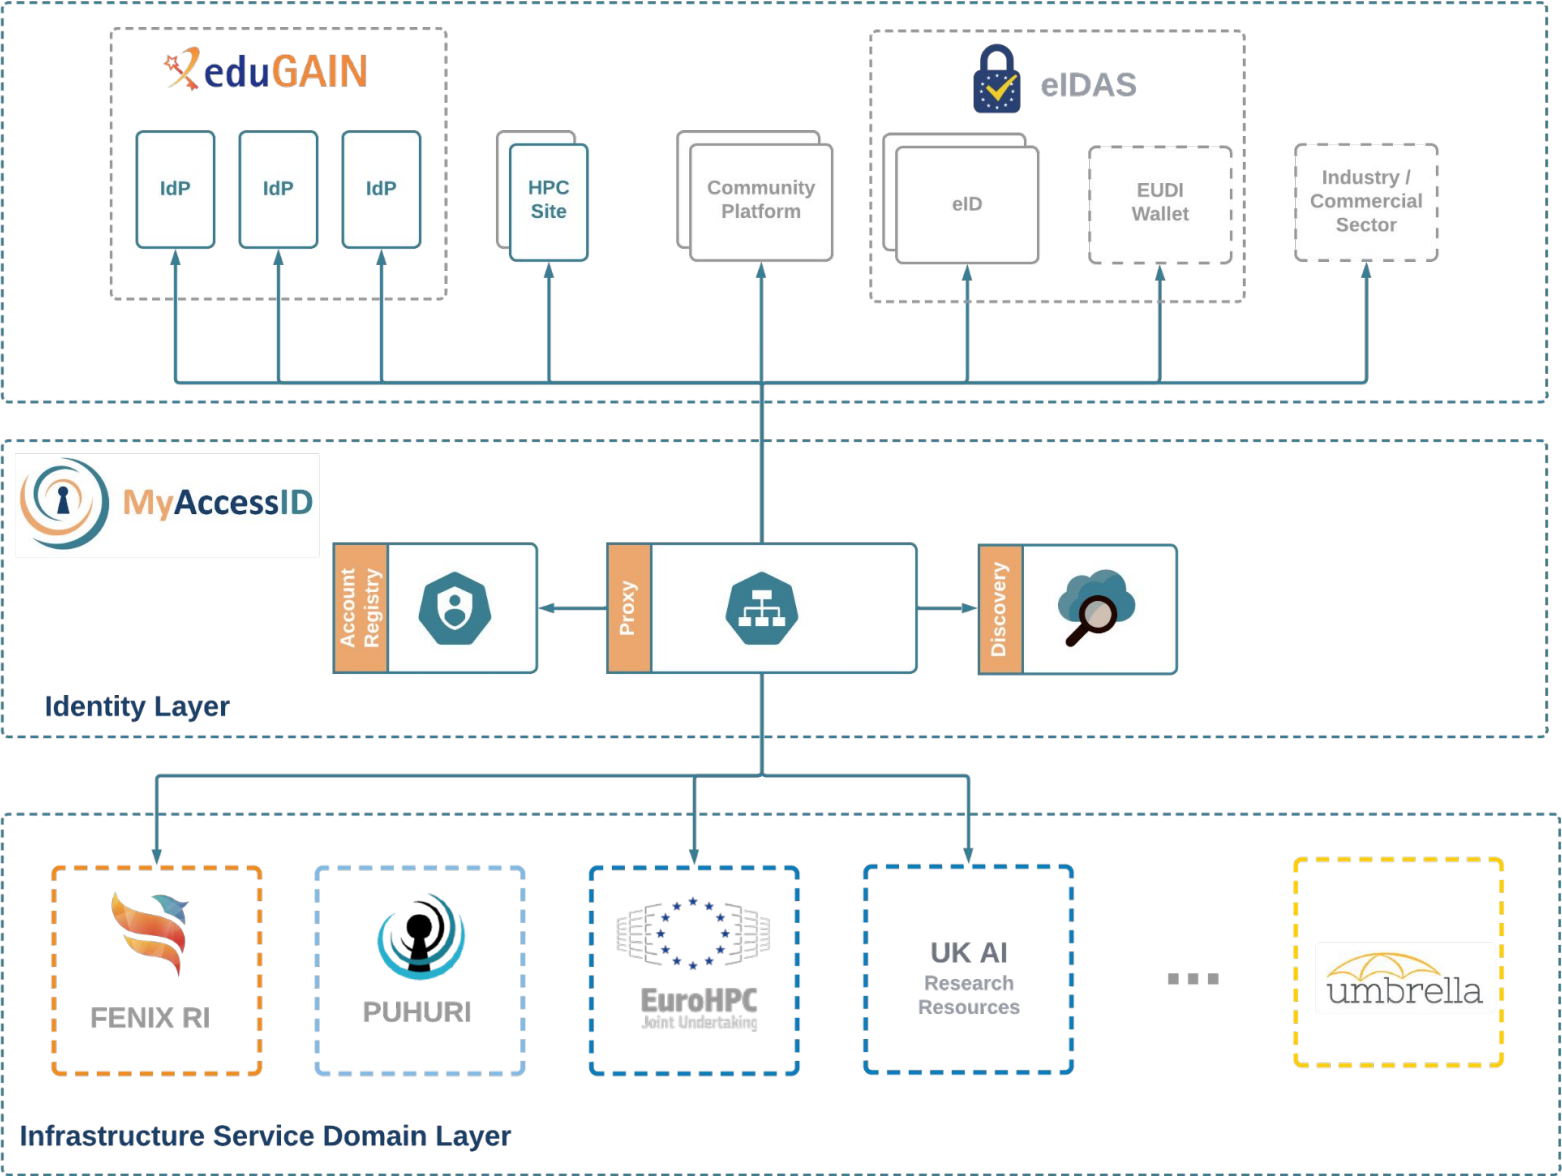 eduGAIN
eIDAS
IdP
IdP
IdP
HPC
Site
Community
Platform
eID
EUDI
Wallet
Industry /
Commercial
Sector
MyAccessID
Account
Registry
Proxy
Discovery
Identity Layer
FENIX RI
PUHURI
EuroHPC
Joint Undertaking
UK AI
Research
Resources
...
umbrella
Infrastructure Service Domain Layer